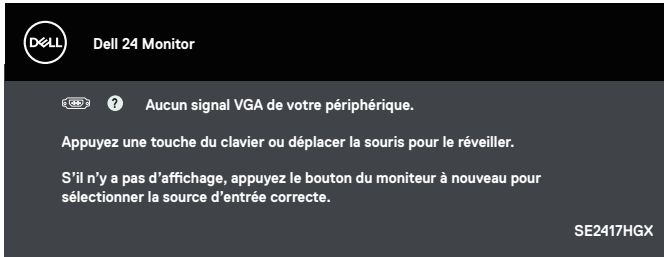 DELL
Dell 24 Monitor
? Aucun signal VGA de votre périphérique.
Appuyez une touche du clavier ou déplacer la souris pour le réveiller.
S'il n'y a pas d'affichage, appuyez le bouton du moniteur à nouveau pour
sélectionner la source d'entrée correcte.
SE2417HGX